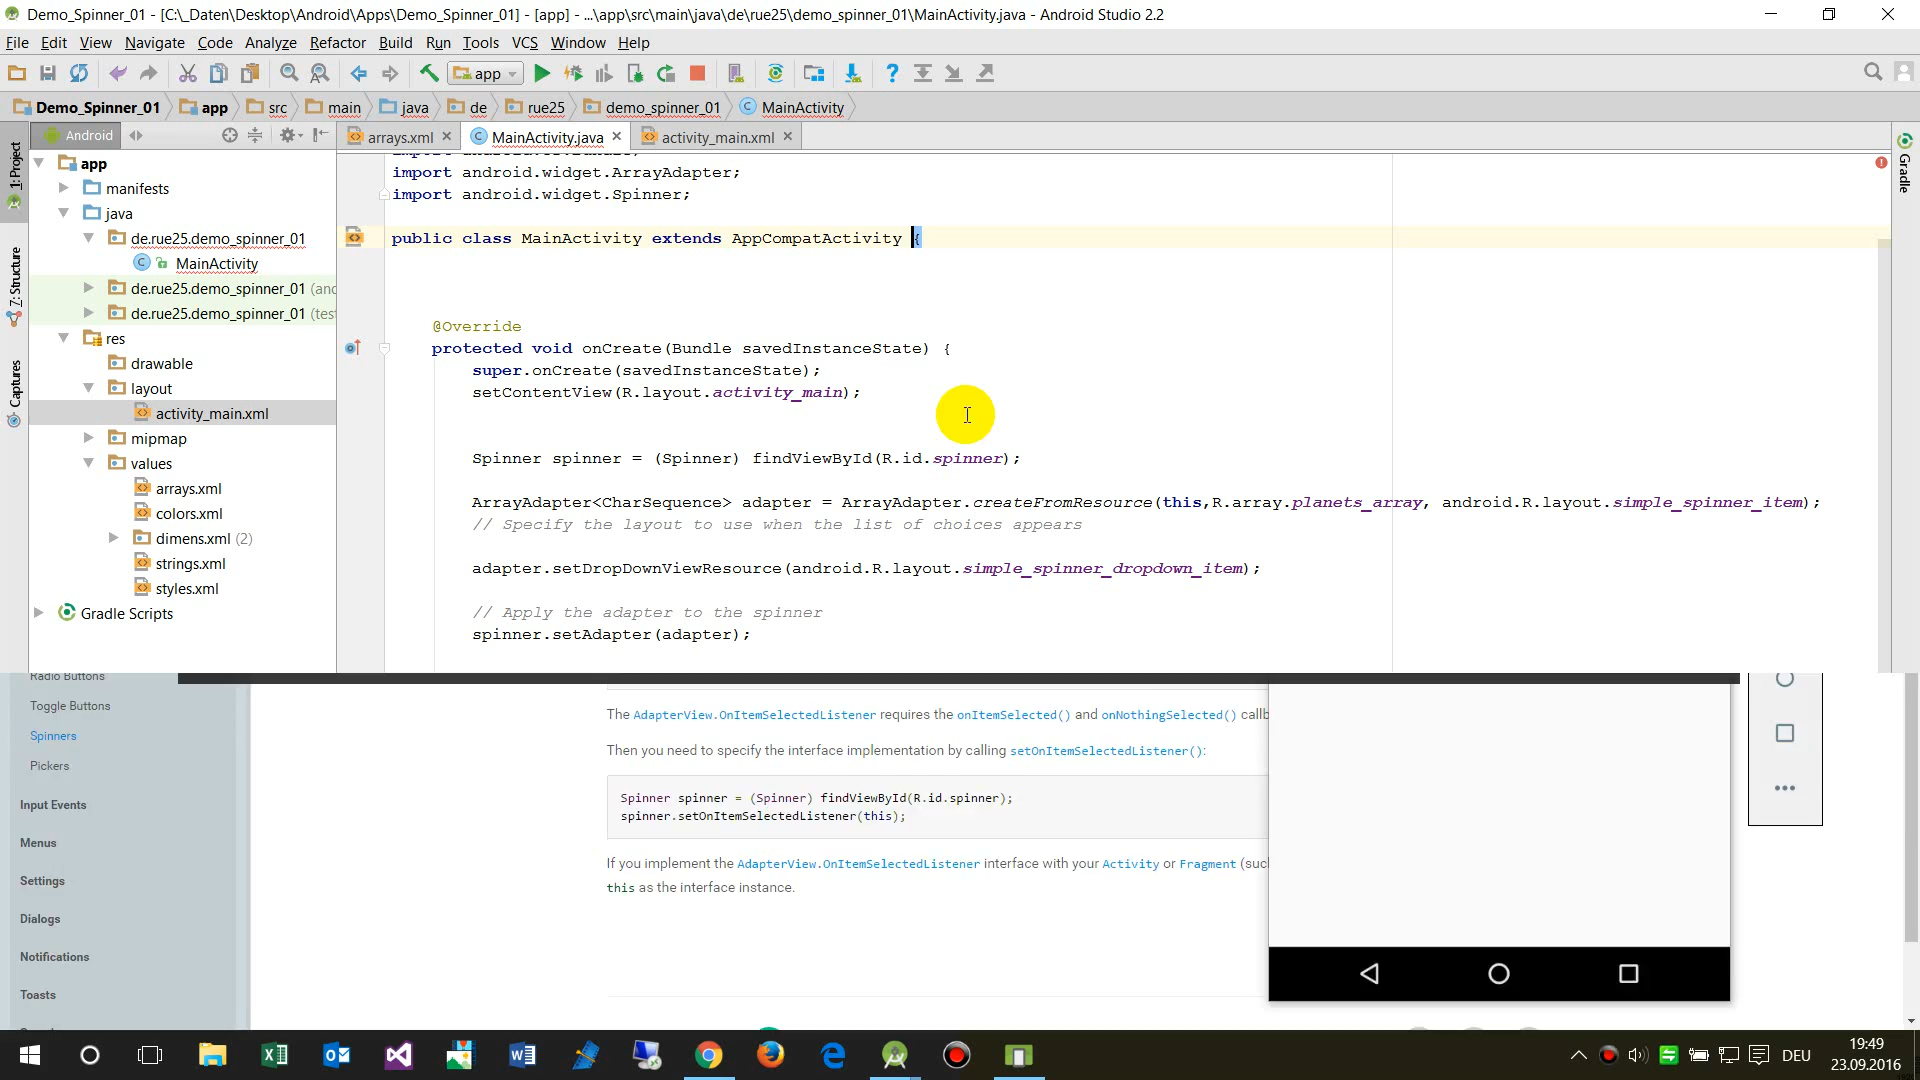 Demo_Spinner_01 - [C:\_Daten\Desktop\Android\Apps\Demo_Spinner_01] - [app] - ...\app\src\main\java\de\rue25\demo_spinner_01\MainActivity.java - Android Studio 2.2
File Edit View Navigate Code Analyze Refactor Build Run Tools VCS Window Help
app
Demo_Spinner_01 app src main java de rue25 demo_spinner_01 MainActivity
Android
arrays.xml MainActivity.java activity_main.xml
1: Project
7: Structure
Captures
Gradle
app
manifests
java
de.rue25.demo_spinner_01
MainActivity
de.rue25.demo_spinner_01 (and
de.rue25.demo_spinner_01 (tes
res
drawable
layout
activity_main.xml
mipmap
values
arrays.xml
colors.xml
dimens.xml (2)
strings.xml
styles.xml
Gradle Scripts
import android.widget.ArrayAdapter;
import android.widget.Spinner;
public class MainActivity extends AppCompatActivity {
@Override
protected void onCreate(Bundle savedInstanceState) {
super.onCreate(savedInstanceState);
setContentView(R.layout.activity_main);
Spinner spinner = (Spinner) findViewById(R.id.spinner);
ArrayAdapter<CharSequence> adapter = ArrayAdapter.createFromResource(this,R.array.planets_array, android.R.layout.simple_spinner_item);
// Specify the layout to use when the list of choices appears
adapter.setDropDownViewResource(android.R.layout.simple_spinner_dropdown_item);
// Apply the adapter to the spinner
spinner.setAdapter(adapter);
Radio Buttons
Toggle Buttons
Spinners
Pickers
Input Events
Menus
Settings
Dialogs
Notifications
Toasts
The AdapterView.OnItemSelectedListener requires the onItemSelected() and onNothingSelected() callb
Then you need to specify the interface implementation by calling setOnItemSelectedListener():
Spinner spinner = (Spinner) findViewById(R.id.spinner);
spinner.setOnItemSelectedListener(this);
If you implement the AdapterView.OnItemSelectedListener interface with your Activity or Fragment (suc
this as the interface instance.
DEU
19:49
23.09.2016